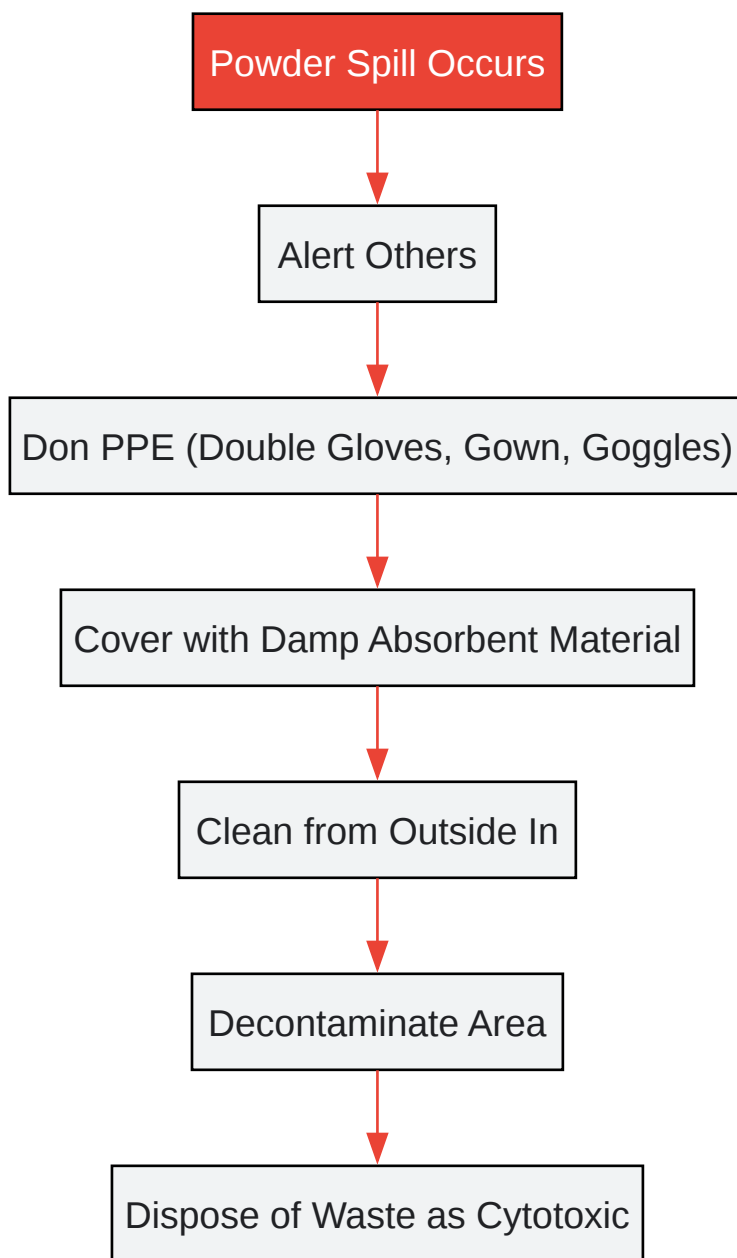 Powder Spill Occurs
Alert Others
Don PPE (Double Gloves, Gown, Goggles)
Cover with Damp Absorbent Material
Clean from Outside In
Decontaminate Area
Dispose of Waste as Cytotoxic